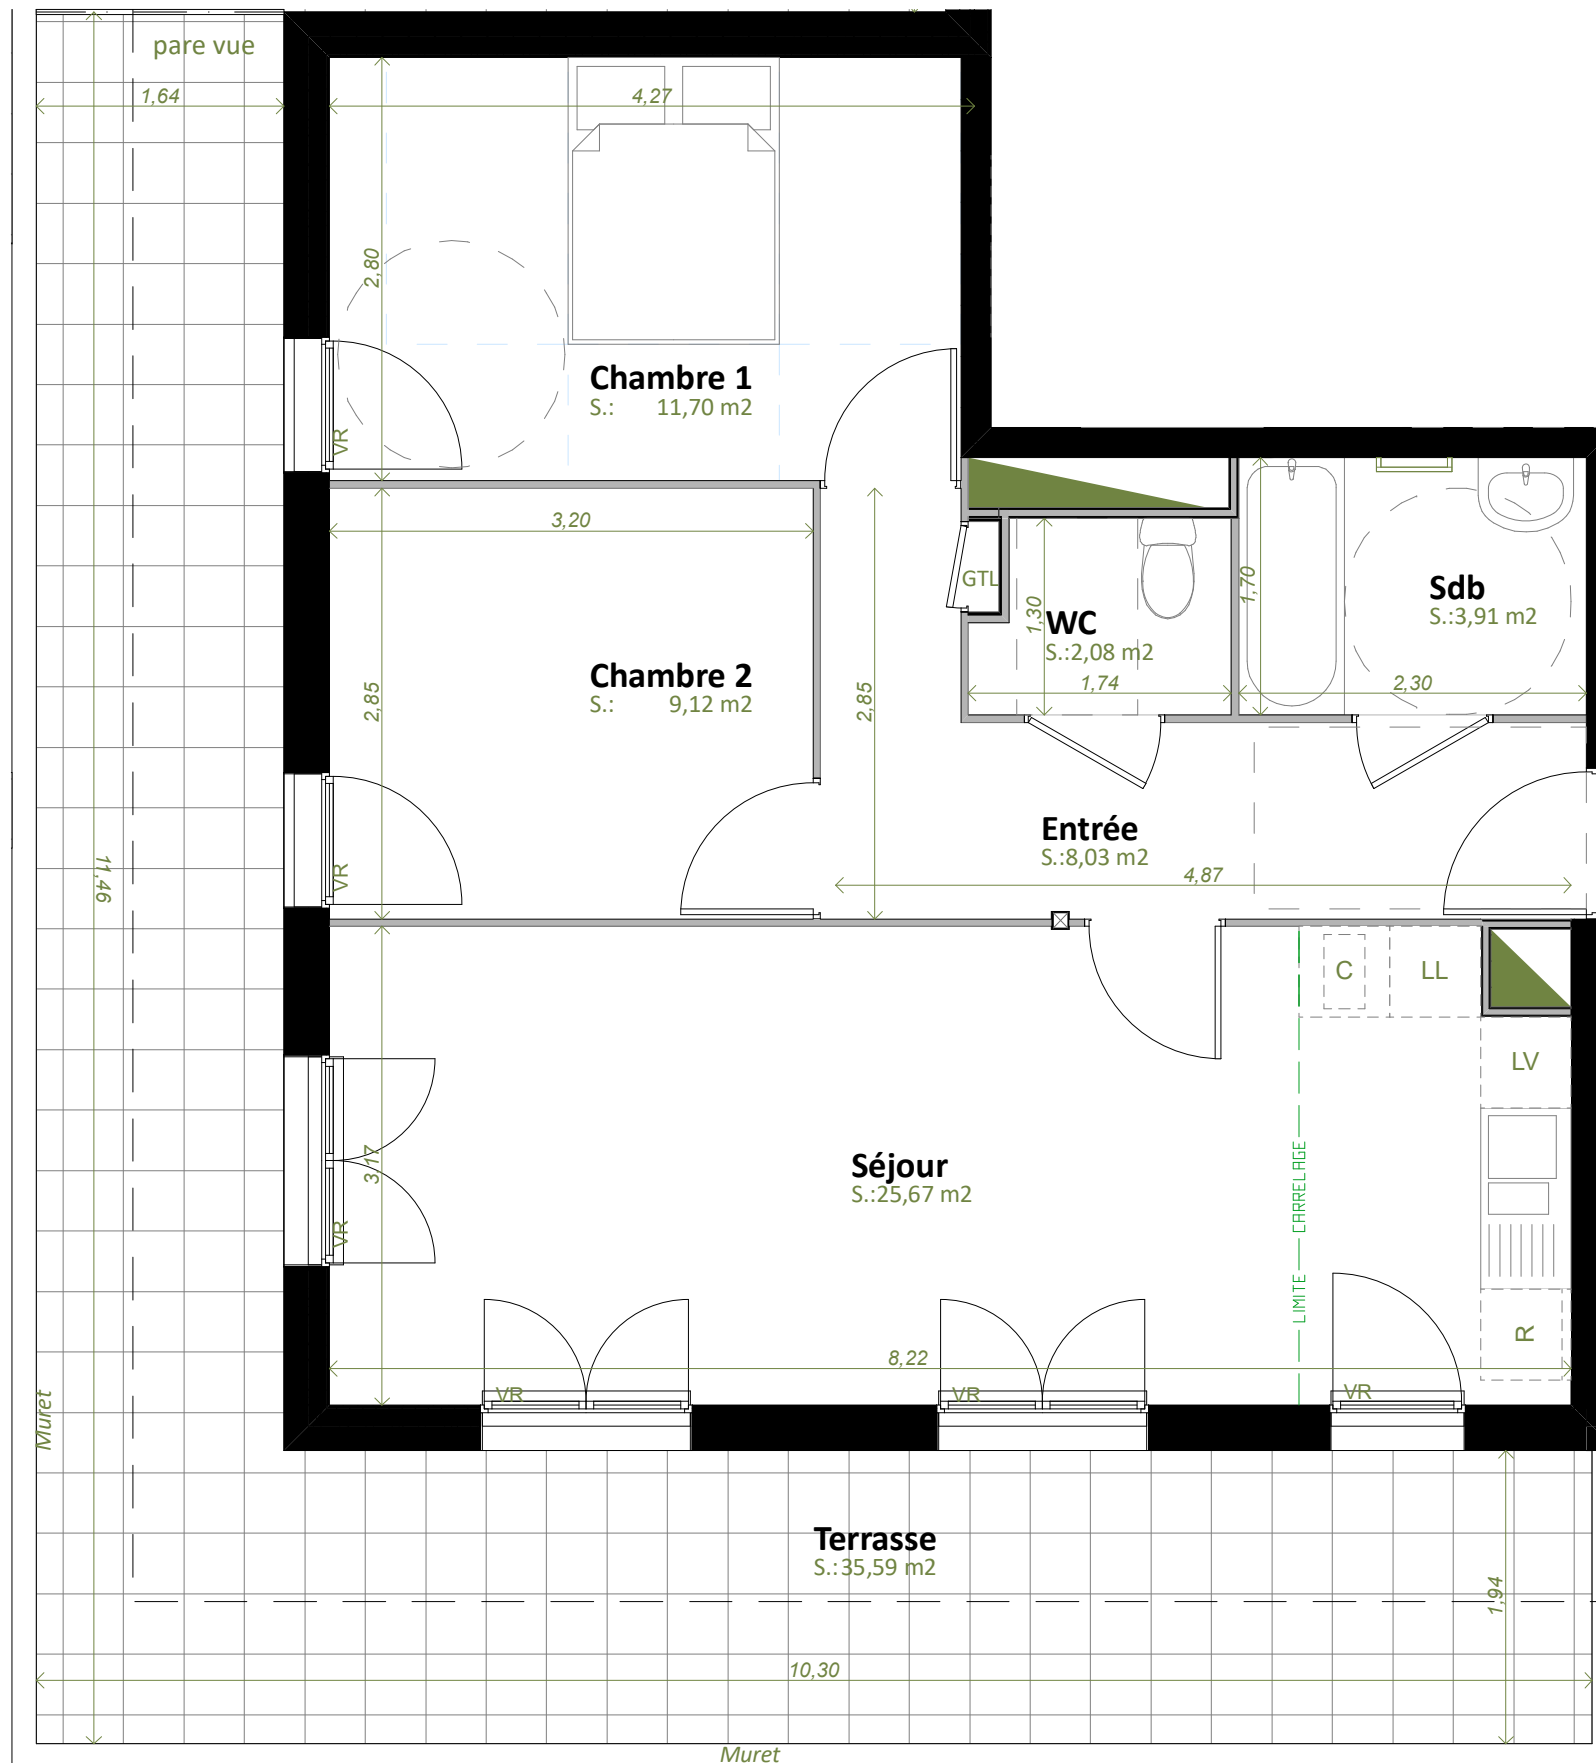 pare vue
1,64
4,27
2,80
Chambre 1
S.: 11,70 m2
VR
3,20
Chambre 2
S.: 9,12 m2
2,85
2,85
VR
GTL
WC
S.:2,08 m2
1,30
1,74
1,70
Sdb
S.:3,91 m2
2,30
Entrée
S.:8,03 m2
4,87
11,46
C
LL
LV
R
Séjour
S.:25,67 m2
3,17
VR
LIMITE CARRELAGE
8,22
VR
VR
VR
Muret
Terrasse
S.:35,59 m2
1,94
10,30
Muret